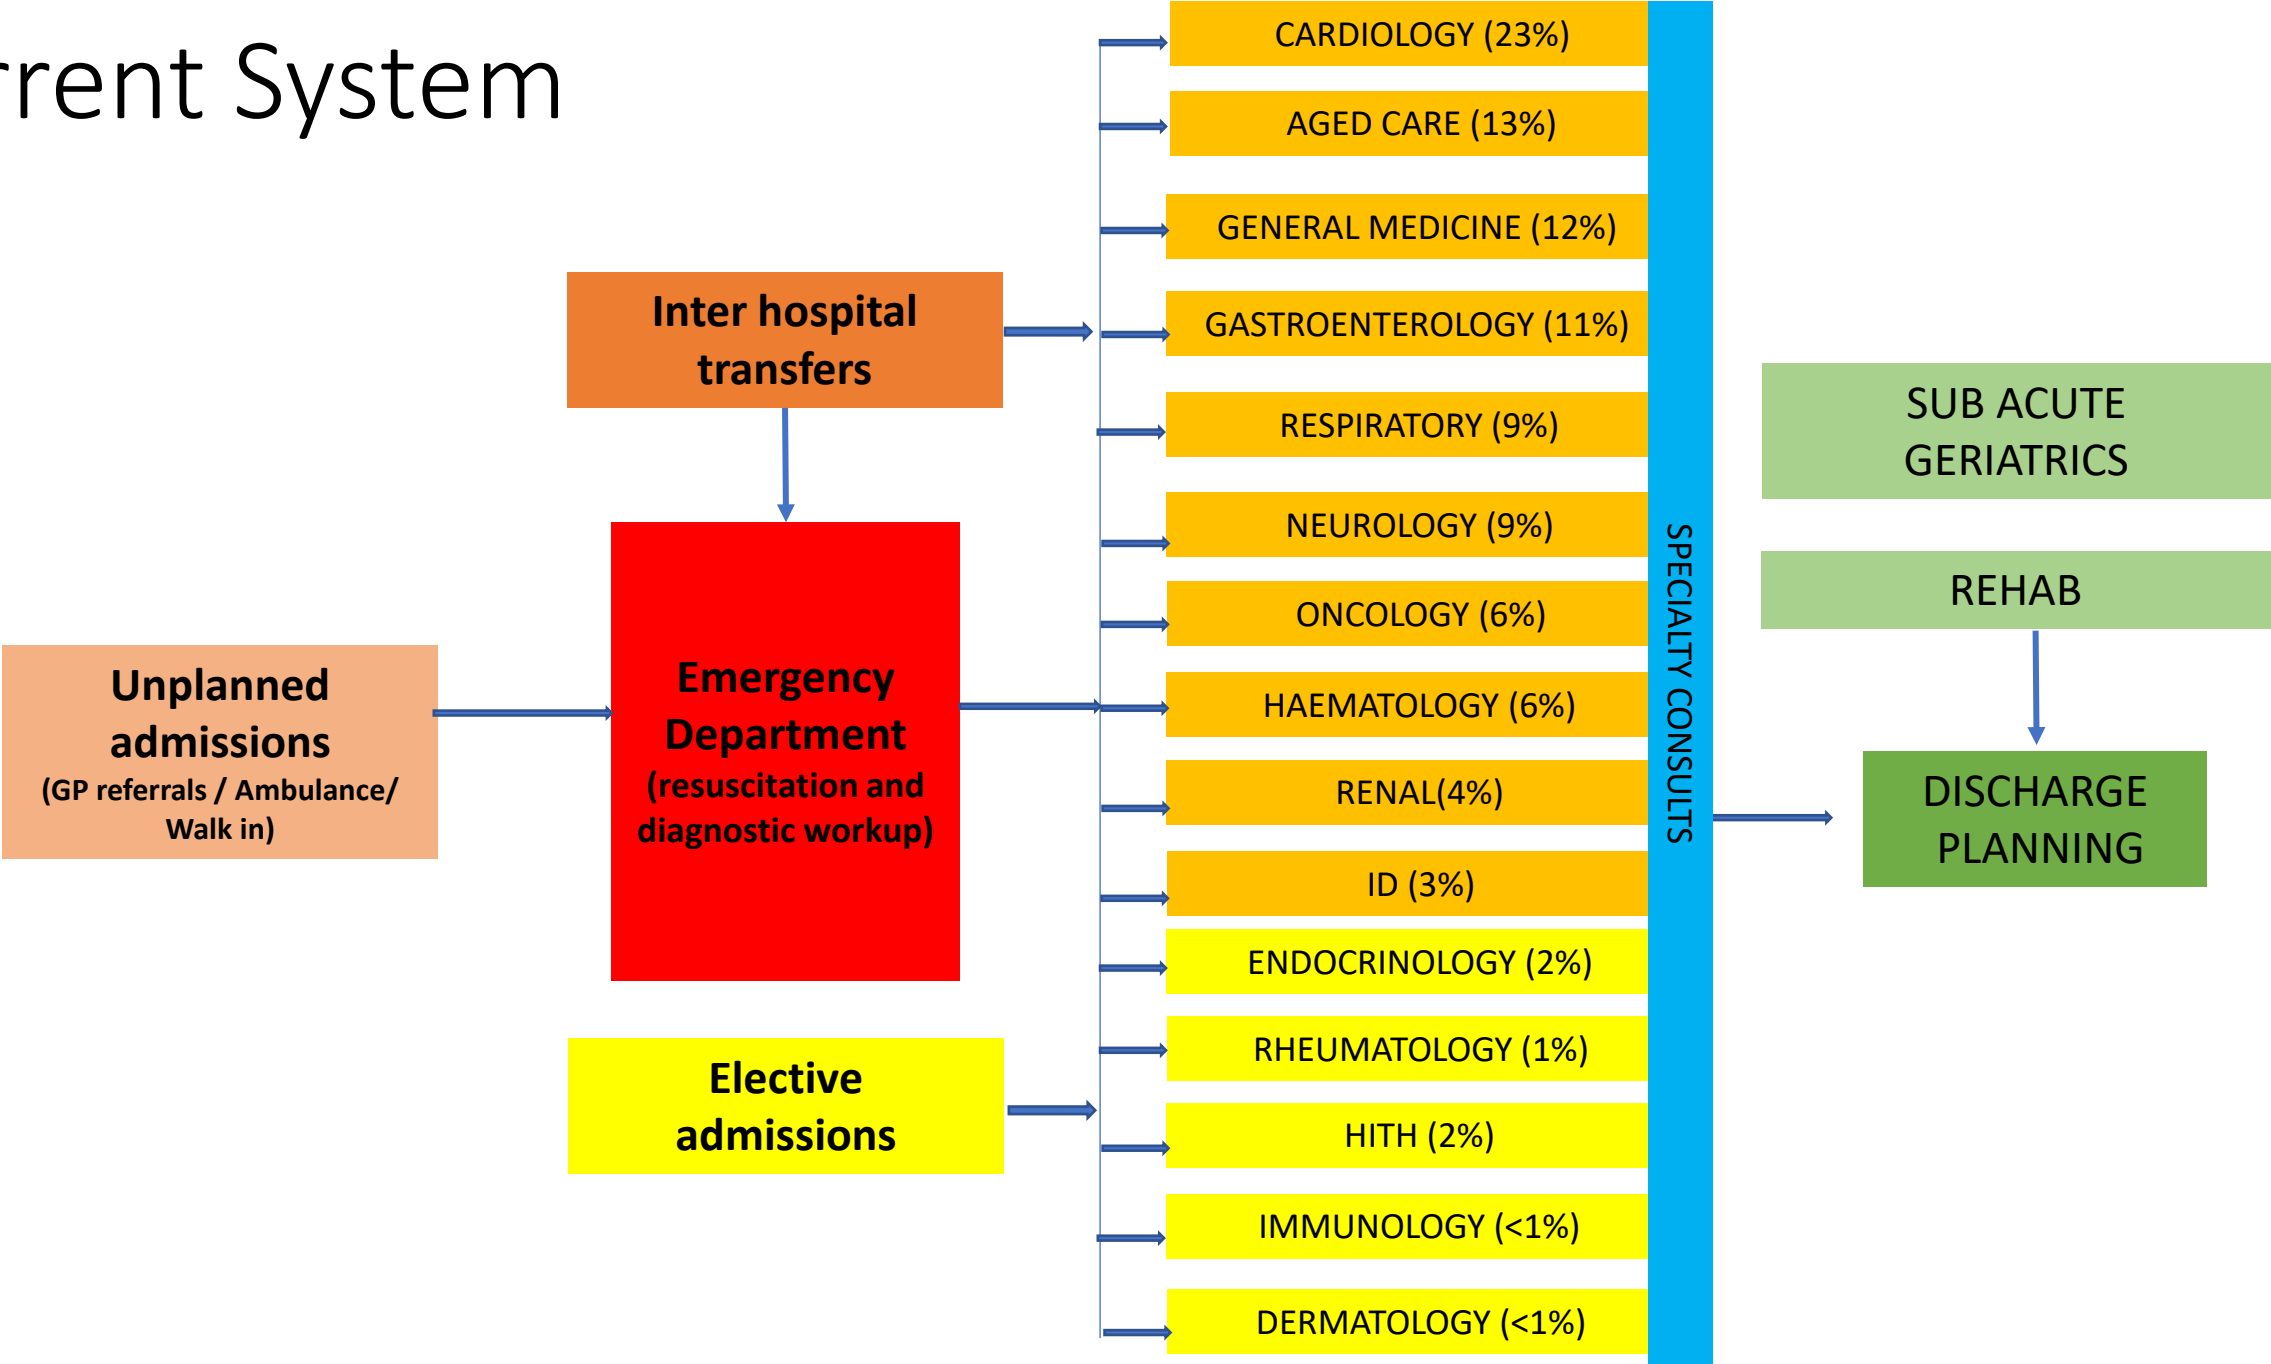 rrent System
CARDIOLOGY (23%)
AGED CARE (13%)
GENERAL MEDICINE (12%)
GASTROENTEROLOGY (11%)
RESPIRATORY (9%)
NEUROLOGY (9%)
ONCOLOGY (6%)
HAEMATOLOGY (6%)
RENAL(4%)
ID (3%)
ENDOCRINOLOGY (2%)
RHEUMATOLOGY (1%)
HITH (2%)
IMMUNOLOGY (<1%)
DERMATOLOGY (<1%)
Inter hospital
transfers
Unplanned
admissions
(GP referrals / Ambulance/
Walk in)
Emergency
Department
(resuscitation and
diagnostic workup)
Elective
admissions
SPECIALTY CONSULTS
SUB ACUTE
GERIATRICS
REHAB
DISCHARGE
PLANNING